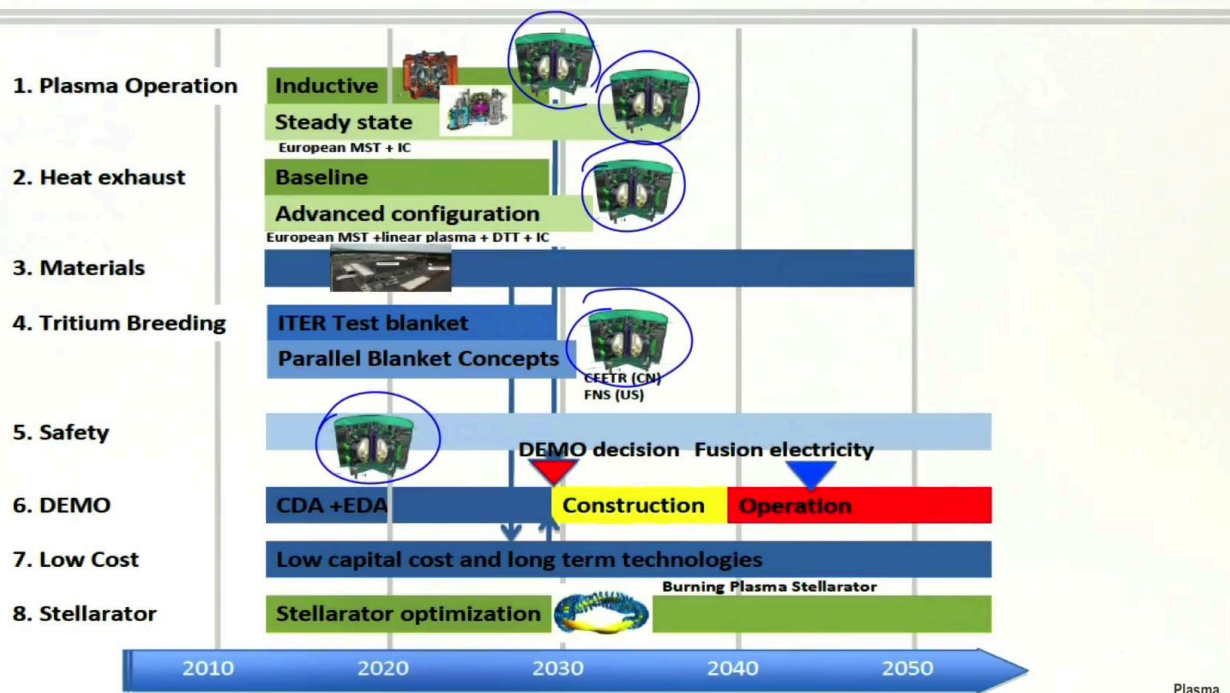 1. Plasma Operation
Inductive
Steady state
European MST + IC
2. Heat exhaust
Baseline
Advanced configuration
European MST +linear plasma + DTT + IC
3. Materials
4. Tritium Breeding
ITER Test blanket
Parallel Blanket Concepts
CFETR (CN)
FNS (US)
5. Safety
DEMO decision Fusion electricity
6. DEMO
CDA +EDA
Construction
Operation
7. Low Cost
Low capital cost and long term technologies
Burning Plasma Stellarator
8. Stellarator
Stellarator optimization
2010 2020 2030 2040 2050
Plasma